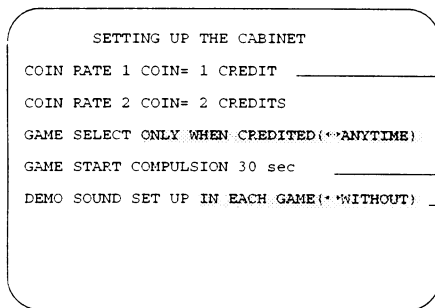 SETTING UP THE CABINET
COIN RATE 1 COIN= 1 CREDIT
COIN RATE 2 COIN= 2 CREDITS
GAME SELECT ONLY WHEN CREDITED(↔ANYTIME)
GAME START COMPULSION 30 sec
DEMO SOUND SET UP IN EACH GAME(↔WITHOUT)